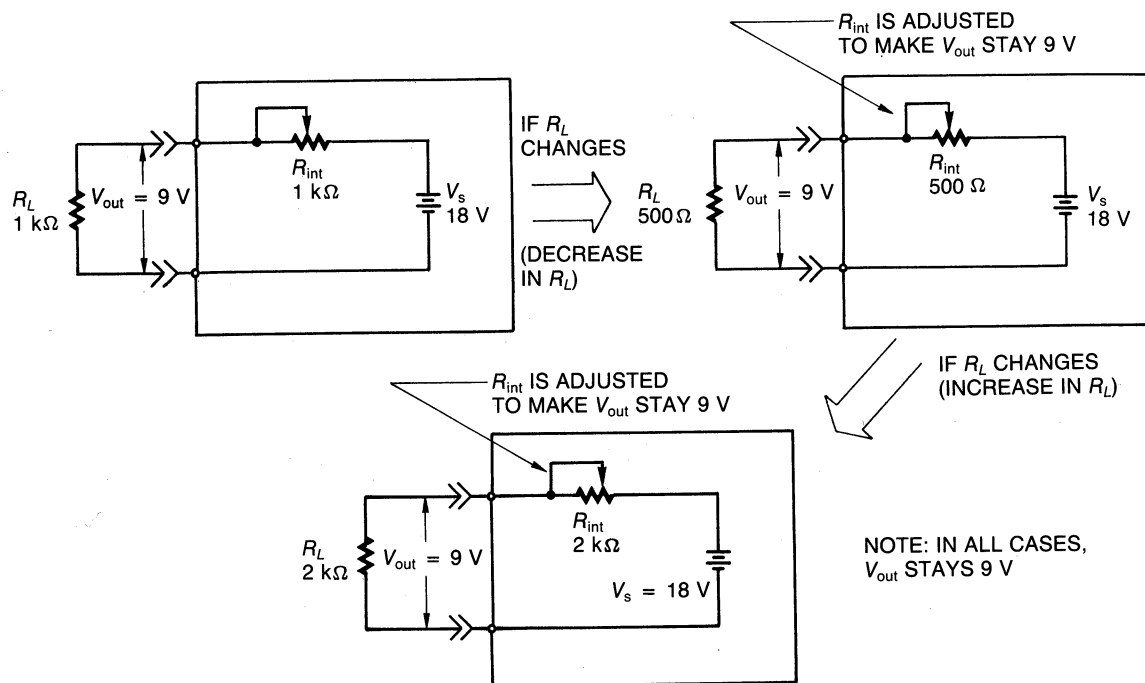 R_int IS ADJUSTED
TO MAKE V_out STAY 9 V
R_int
1 kΩ
R_L
1 kΩ
V_out = 9 V
V_s
18 V
IF R_L
CHANGES
(DECREASE
IN R_L)
R_L
500 Ω
V_out = 9 V
R_int
500 Ω
V_s
18 V
IF R_L CHANGES
(INCREASE IN R_L)
R_int IS ADJUSTED
TO MAKE V_out STAY 9 V
R_L
2 kΩ
V_out = 9 V
R_int
2 kΩ
V_s = 18 V
NOTE: IN ALL CASES,
V_out STAYS 9 V